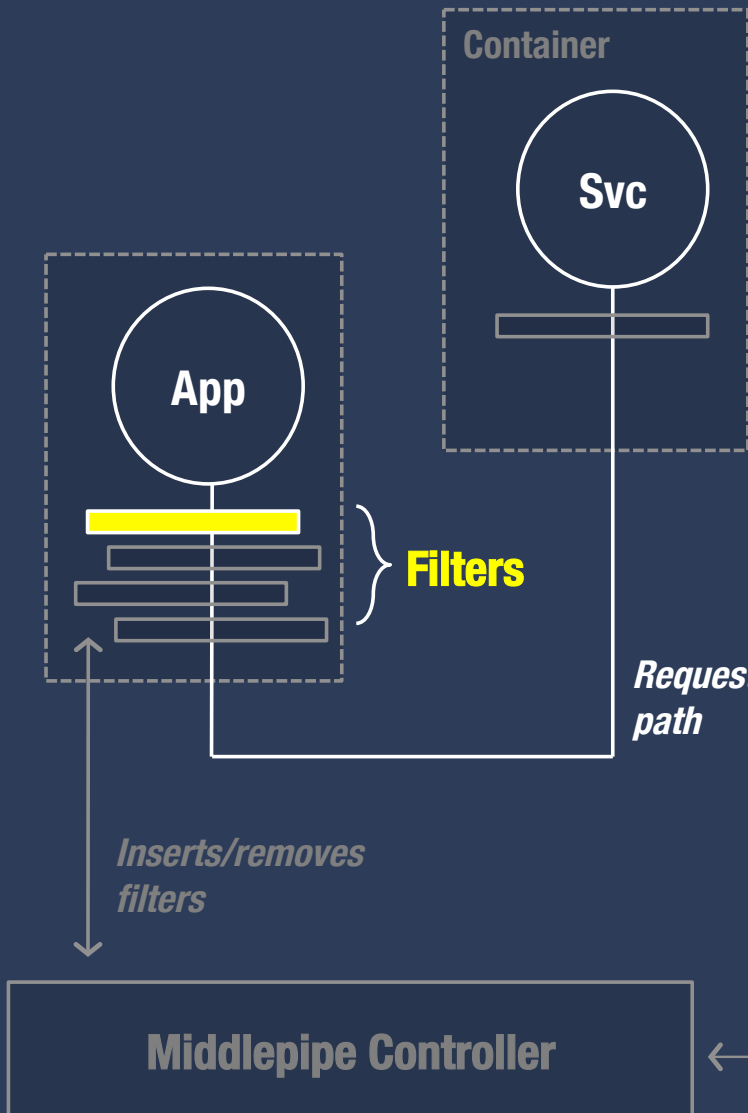 Container
Svc
App
Filters
Reques
path
Inserts/removes
filters
Middlepipe Controller